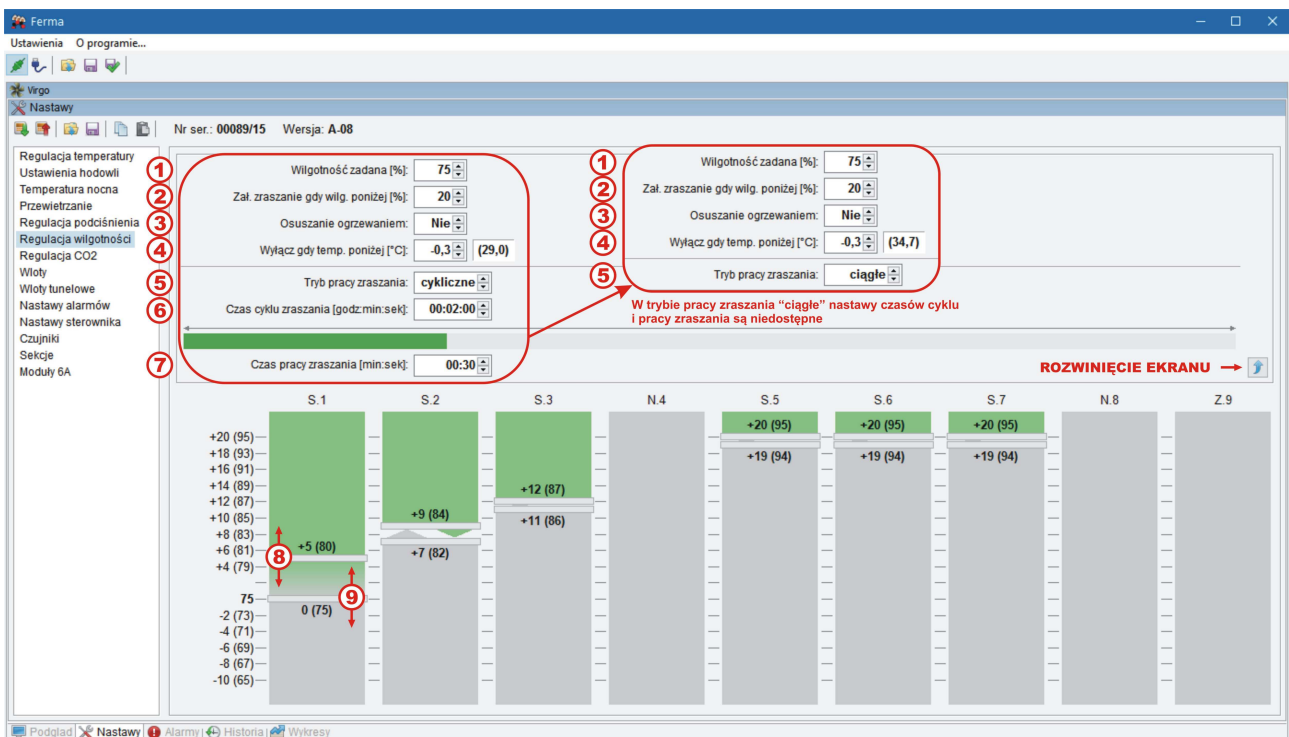 Ferma
Ustawienia O programie...
Virgo
Nastawy
Nr ser.: 00089/15 Wersja: A-08
Regulacja temperatury
Ustawienia hodowli
Temperatura nocna
Przewietrzanie
Regulacja podciśnienia
Regulacja wilgotności
Regulacja CO2
Wloty
Wloty tunelowe
Nastawy alarmów
Nastawy sterownika
Czujniki
Sekcje
Moduły 6A
1 Wilgotność zadana [%]: 75
2 Zał. zraszanie gdy wilg. poniżej [%]: 20
3 Osuszanie ogrzewaniem: Nie
4 Wyłącz gdy temp. poniżej [°C]: -0,3 (29,0)
5 Tryb pracy zraszania: cykliczne
6 Czas cyklu zraszania [godz:min:sek]: 00:02:00
7 Czas pracy zraszania [min:sek]: 00:30
1 Wilgotność zadana [%]: 75
2 Zał. zraszanie gdy wilg. poniżej [%]: 20
3 Osuszanie ogrzewaniem: Nie
4 Wyłącz gdy temp. poniżej [°C]: -0,3 (34,7)
5 Tryb pracy zraszania: ciągłe
W trybie pracy zraszania “ciągłe” nastawy czasów cyklu
i pracy zraszania są niedostępne
ROZWINIĘCIE EKRANU
S.1 S.2 S.3 N.4 S.5 S.6 S.7 N.8 Z.9
+20 (95)
+18 (93)
+16 (91)
+14 (89)
+12 (87)
+10 (85)
+8 (83)
+6 (81)
+4 (79)
75
-2 (73)
-4 (71)
-6 (69)
-8 (67)
-10 (65)
+5 (80)
0 (75)
8
9
+9 (84)
+7 (82)
+12 (87)
+11 (86)
+20 (95)
+19 (94)
+20 (95)
+19 (94)
+20 (95)
+19 (94)
Podgląd Nastawy Alarmy Historia Wykresy